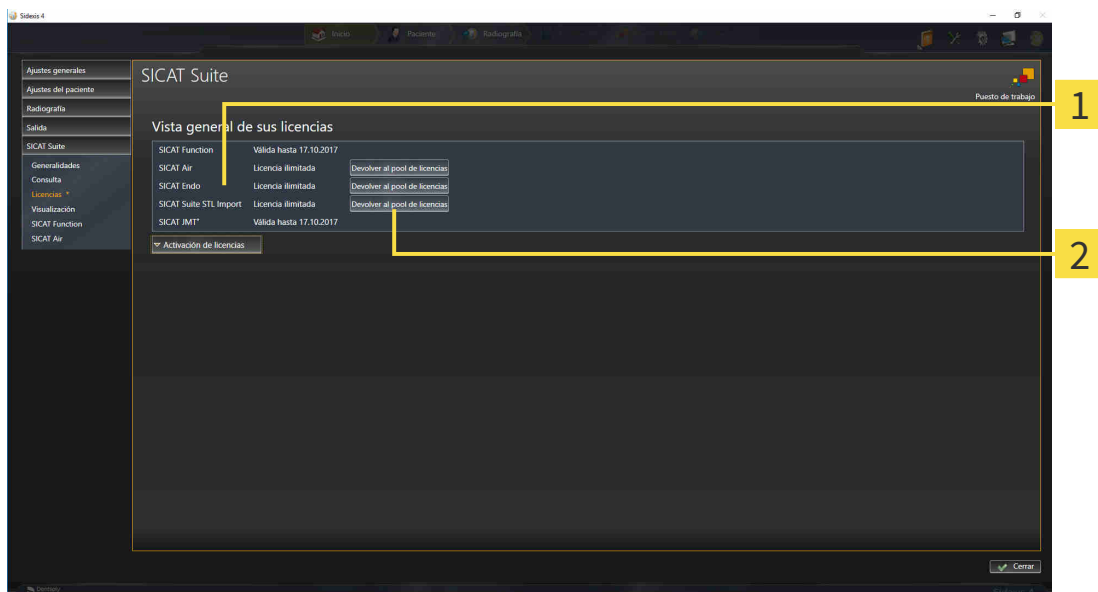 Sidexis 4
Inicio Paciente Radiografía
Ajustes generales
Ajustes del paciente
Radiografía
Salida
SICAT Suite
Generalidades
Consulta
Licencias *
Visualización
SICAT Function
SICAT Air
SICAT Suite
Puesto de trabajo
Vista general de sus licencias
SICAT Function Válida hasta 17.10.2017
SICAT Air Licencia ilimitada Devolver al pool de licencias
SICAT Endo Licencia ilimitada Devolver al pool de licencias
SICAT Suite STL Import Licencia ilimitada Devolver al pool de licencias
SICAT JMT+ Válida hasta 17.10.2017
Activación de licencias
1
2
Cerrar